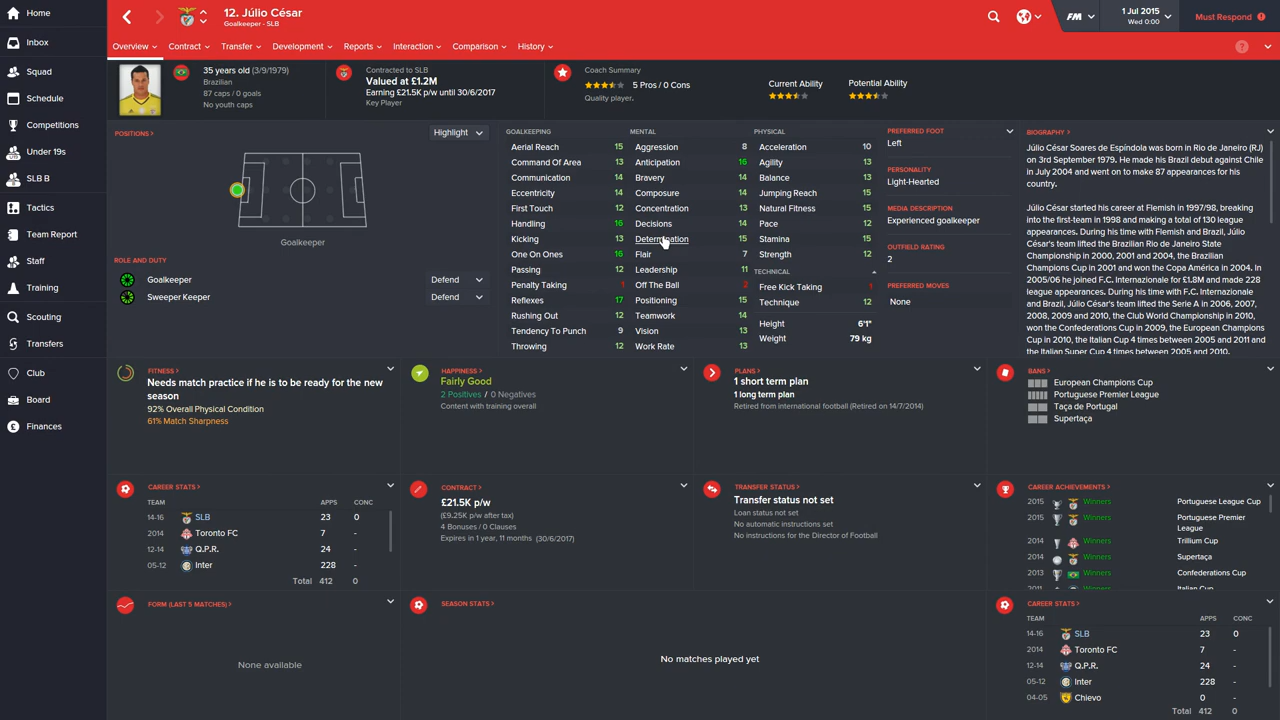 Home
Inbox
Squad
Schedule
Competitions
Under 19s
SLB B
Tactics
Team Report
Staff
Training
Scouting
Transfers
Club
Board
Finances
12. Júlio César
Goalkeeper - SLB
FM
1 Jul 2015
Wed 0:00
Must Respond
Overview Contract Transfer Development Reports Interaction Comparison History
35 years old (3/9/1979)
Brazilian
87 caps / 0 goals
No youth caps
Contracted to SLB
Valued at £1.2M
Earning £21.5K p/w until 30/6/2017
Key Player
Coach Summary
5 Pros / 0 Cons
Quality player.
Current Ability
Potential Ability
POSITIONS >
Highlight
Goalkeeper
ROLE AND DUTY
Goalkeeper Defend
Sweeper Keeper Defend
GOALKEEPING
Aerial Reach 15
Command Of Area 13
Communication 14
Eccentricity 14
First Touch 12
Handling 16
Kicking 13
One On Ones 16
Passing 12
Penalty Taking 1
Reflexes 17
Rushing Out 12
Tendency To Punch 9
Throwing 12
MENTAL
Aggression 8
Anticipation 16
Bravery 14
Composure 14
Concentration 13
Decisions 14
Determination 15
Flair 7
Leadership 11
Off The Ball 2
Positioning 15
Teamwork 14
Vision 13
Work Rate 13
PHYSICAL
Acceleration 10
Agility 13
Balance 13
Jumping Reach 15
Natural Fitness 15
Pace 12
Stamina 15
Strength 12
TECHNICAL
Free Kick Taking 1
Technique 12
Height 6'1"
Weight 79 kg
PREFERRED FOOT
Left
PERSONALITY
Light-Hearted
MEDIA DESCRIPTION
Experienced goalkeeper
OUTFIELD RATING
2
PREFERRED MOVES
None
BIOGRAPHY >
Júlio César Soares de Espíndola was born in Rio de Janeiro (RJ)
on 3rd September 1979. He made his Brazil debut against Chile
in July 2004 and went on to make 87 appearances for his
country.
Júlio César started his career at Flemish in 1997/98, breaking
into the first-team in 1998 and making a total of 130 league
appearances. During his time with Flemish and Brazil, Júlio
César's team lifted the Brazilian Rio de Janeiro State
Championship in 2000, 2001 and 2004, the Brazilian
Champions Cup in 2001 and won the Copa América in 2004. In
2005/06 he joined F.C. Internazionale for £1.8M and made 228
league appearances. During his time with F.C. Internazionale
and Brazil, Júlio César's team lifted the Serie A in 2006, 2007,
2008, 2009 and 2010, the Club World Championship in 2010,
won the Confederations Cup in 2009, the European Champions
Cup in 2010, the Italian Cup 4 times between 2005 and 2011 and
the Italian Super Cup 4 times between 2005 and 2010.
FITNESS >
Needs match practice if he is to be ready for the new
season
92% Overall Physical Condition
61% Match Sharpness
HAPPINESS >
Fairly Good
2 Positives / 0 Negatives
Content with training overall
PLANS >
1 short term plan
1 long term plan
Retired from international football (Retired on 14/7/2014)
BANS >
European Champions Cup
Portuguese Premier League
Taça de Portugal
Supertaça
CAREER STATS >
TEAM APPS CONC
14-16 SLB 23 0
2014 Toronto FC 7 -
12-14 Q.P.R. 24 -
05-12 Inter 228 -
Total 412 0
CONTRACT >
£21.5K p/w
(£9.25K p/w after tax)
4 Bonuses / 0 Clauses
Expires in 1 year, 11 months (30/6/2017)
TRANSFER STATUS >
Transfer status not set
Loan status not set
No automatic instructions set
No instructions for the Director of Football
CAREER ACHIEVEMENTS >
2015 Winners Portuguese League Cup
2015 Winners Portuguese Premier
League
2014 Winners Trillium Cup
2014 Winners Supertaça
2013 Winners Confederations Cup
2011 Winners Italian Cup
FORM (LAST 5 MATCHES) >
None available
SEASON STATS >
No matches played yet
CAREER STATS >
TEAM APPS CONC
14-16 SLB 23 0
2014 Toronto FC 7 -
12-14 Q.P.R. 24 -
05-12 Inter 228 -
04-05 Chievo 0 -
Total 412 0